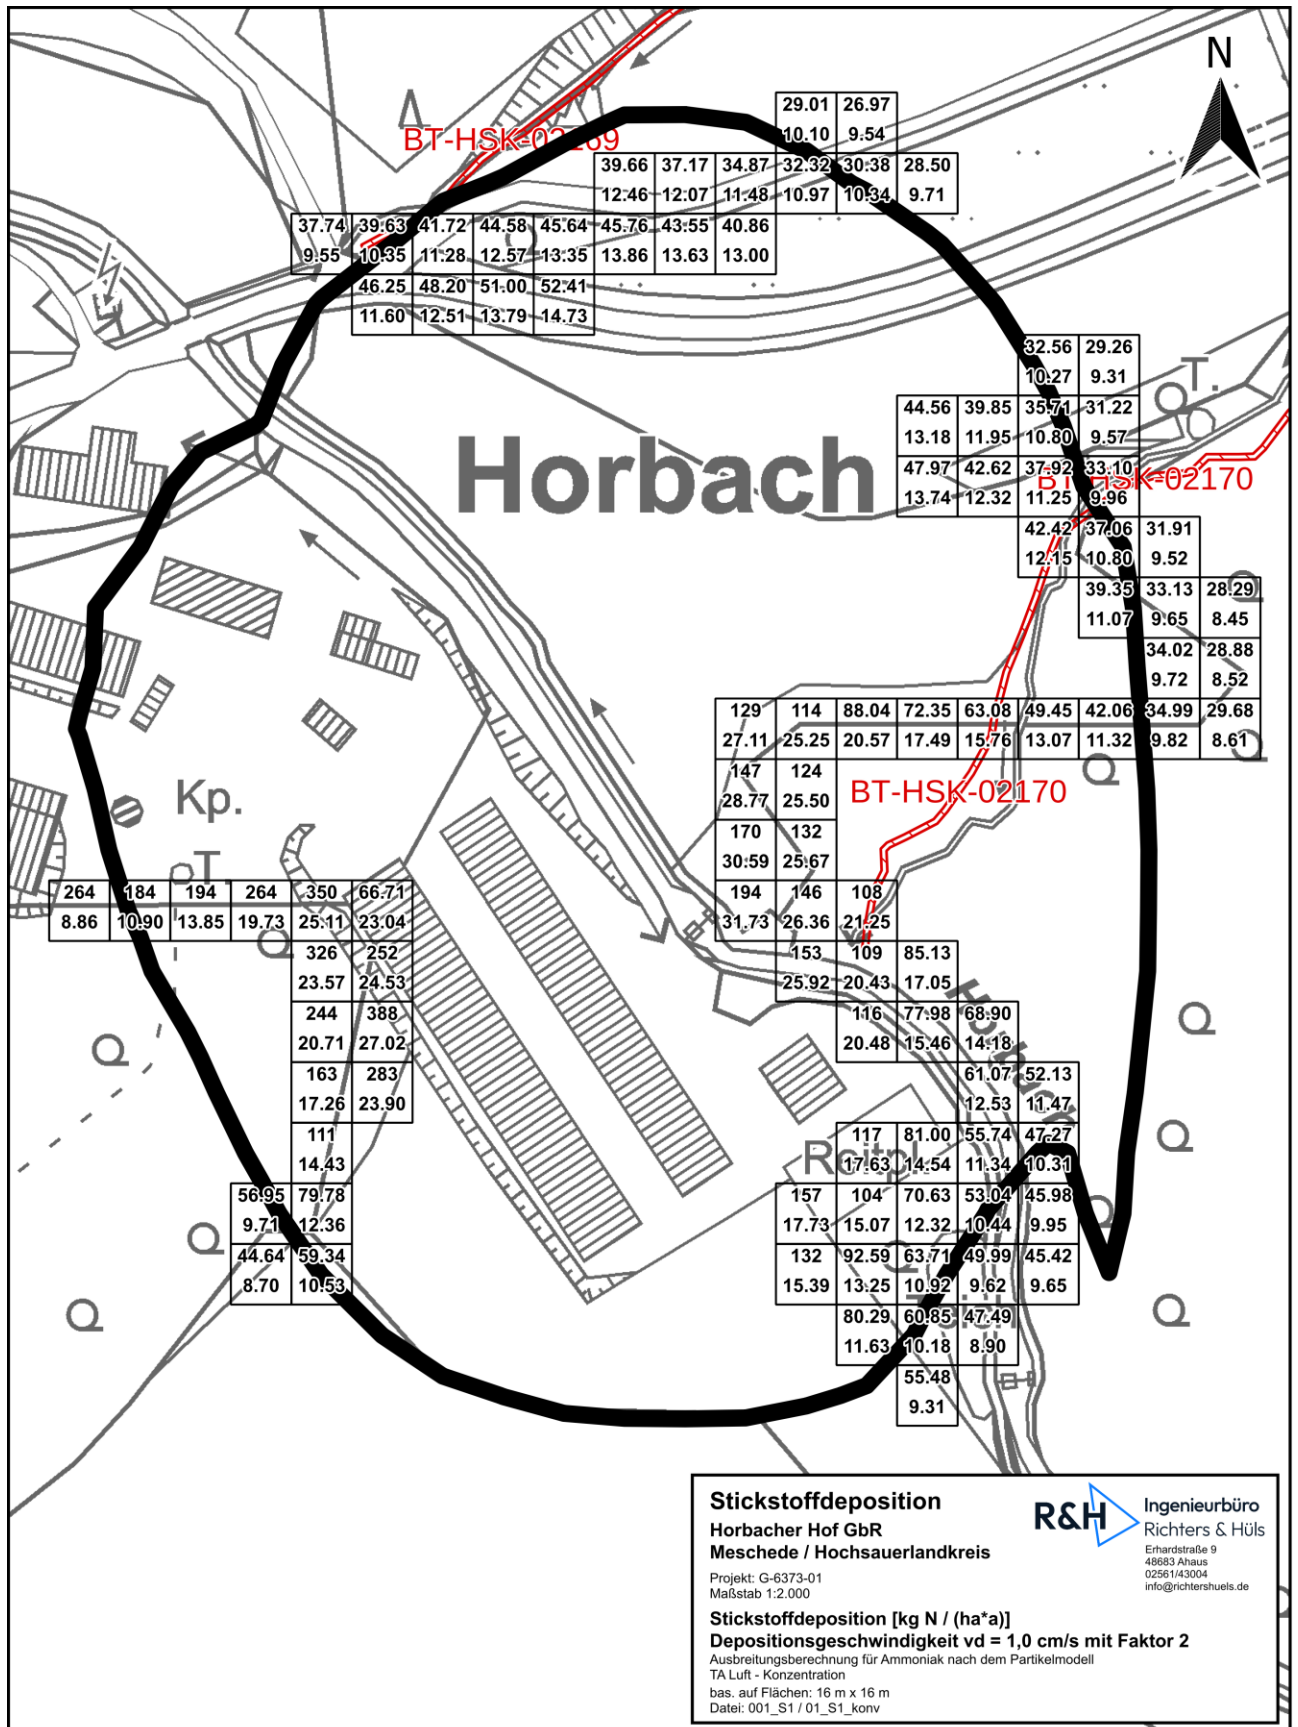 N
29.01 26.97
10.10 9.54
BT-HSK-02269
39.66 37.17 34.87 32.32 30.38 28.50
12.46 12.07 11.48 10.97 10.34 9.71
37.74 39.63 41.72 44.58 45.64 45.76 43.55 40.86
9.55 10.35 11.28 12.57 13.35 13.86 13.63 13.00
46.25 48.20 51.00 52.41
11.60 12.51 13.79 14.73
32.56 29.26
10.27 9.31
T.
44.56 39.85 35.71 31.22
13.18 11.95 10.80 9.57
Horbach
47.97 42.62 37.92 33.10
BT-HSK-02170
13.74 12.32 11.25 9.96
42.42 37.06 31.91
12.15 10.80 9.52
39.35 33.13 28.29
11.07 9.65 8.45
34.02 28.88
9.72 8.52
129 114 88.04 72.35 63.08 49.45 42.06 34.99 29.68
27.11 25.25 20.57 17.49 15.76 13.07 11.32 9.82 8.61
147 124
28.77 25.50
BT-HSK-02170
Kp.
170 132
30.59 25.67
T.
264 184 194 264 350 66.71
8.86 10.90 13.85 19.73 25.11 23.04
194 146 108
31.73 26.36 21.25
326 252
23.57 24.53
153 109 85.13
25.92 20.43 17.05
Horbach
244 388
20.71 27.02
116 77.98 68.90
20.48 15.46 14.18
163 283
17.26 23.90
61.07 52.13
12.53 11.47
111
14.43
117 81.00 55.74 47.27
Reitpl.
17.63 14.54 11.34 10.31
56.95 79.78
9.71 12.36
157 104 70.63 53.04 45.98
17.73 15.07 12.32 10.44 9.95
44.64 59.34
8.70 10.53
132 92.59 63.71 49.99 45.42
15.39 13.25 10.92 9.62 9.65
Teich
80.29 60.85 47.49
11.63 10.18 8.90
55.48
9.31
Stickstoffdeposition
Horbacher Hof GbR
Meschede / Hochsauerlandkreis
Projekt: G-6373-01
Maßstab 1:2.000
R&H
Ingenieurbüro
Richters & Hüls
Erhardstraße 9
48683 Ahaus
02561/43004
info@richtershuels.de
Stickstoffdeposition [kg N / (ha*a)]
Depositionsgeschwindigkeit vd = 1,0 cm/s mit Faktor 2
Ausbreitungsberechnung für Ammoniak nach dem Partikelmodell
TA Luft - Konzentration
bas. auf Flächen: 16 m x 16 m
Datei: 001_S1 / 01_S1_konv